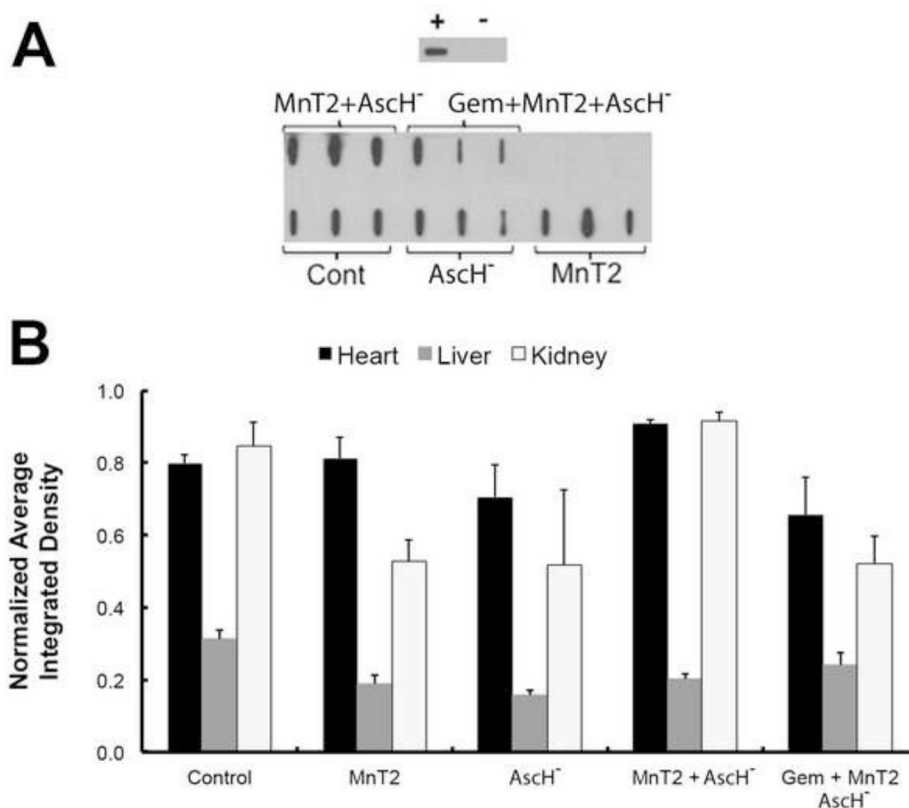 A
+ -
MnT2+AscH⁻ Gem+MnT2+AscH⁻
Cont AscH⁻ MnT2
B
Heart Liver Kidney
Normalized Average
Integrated Density
1.0
0.8
0.6
0.4
0.2
0.0
Control MnT2 AscH⁻ MnT2 + AscH⁻ Gem + MnT2
AscH⁻